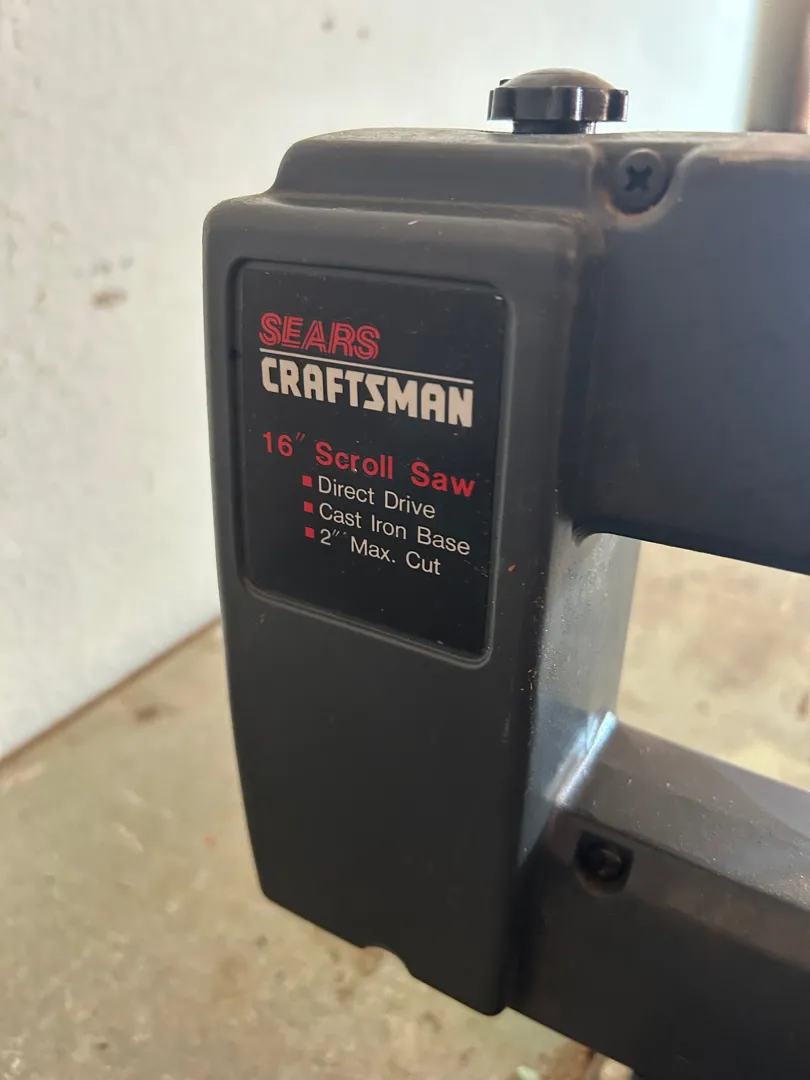 SEARS
CRAFTSMAN
16" Scroll Saw
▪ Direct Drive
▪ Cast Iron Base
▪ 2" Max. Cut